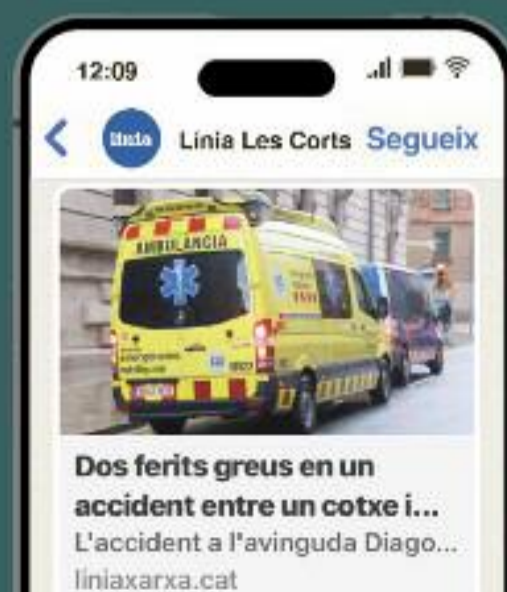 12:09
línia
Línia Les Corts
Segueix
AMBULÀNCIA
Dos ferits greus en un
accident entre un cotxe i...
L'accident a l'avinguda Diago...
liniaxarxa.cat